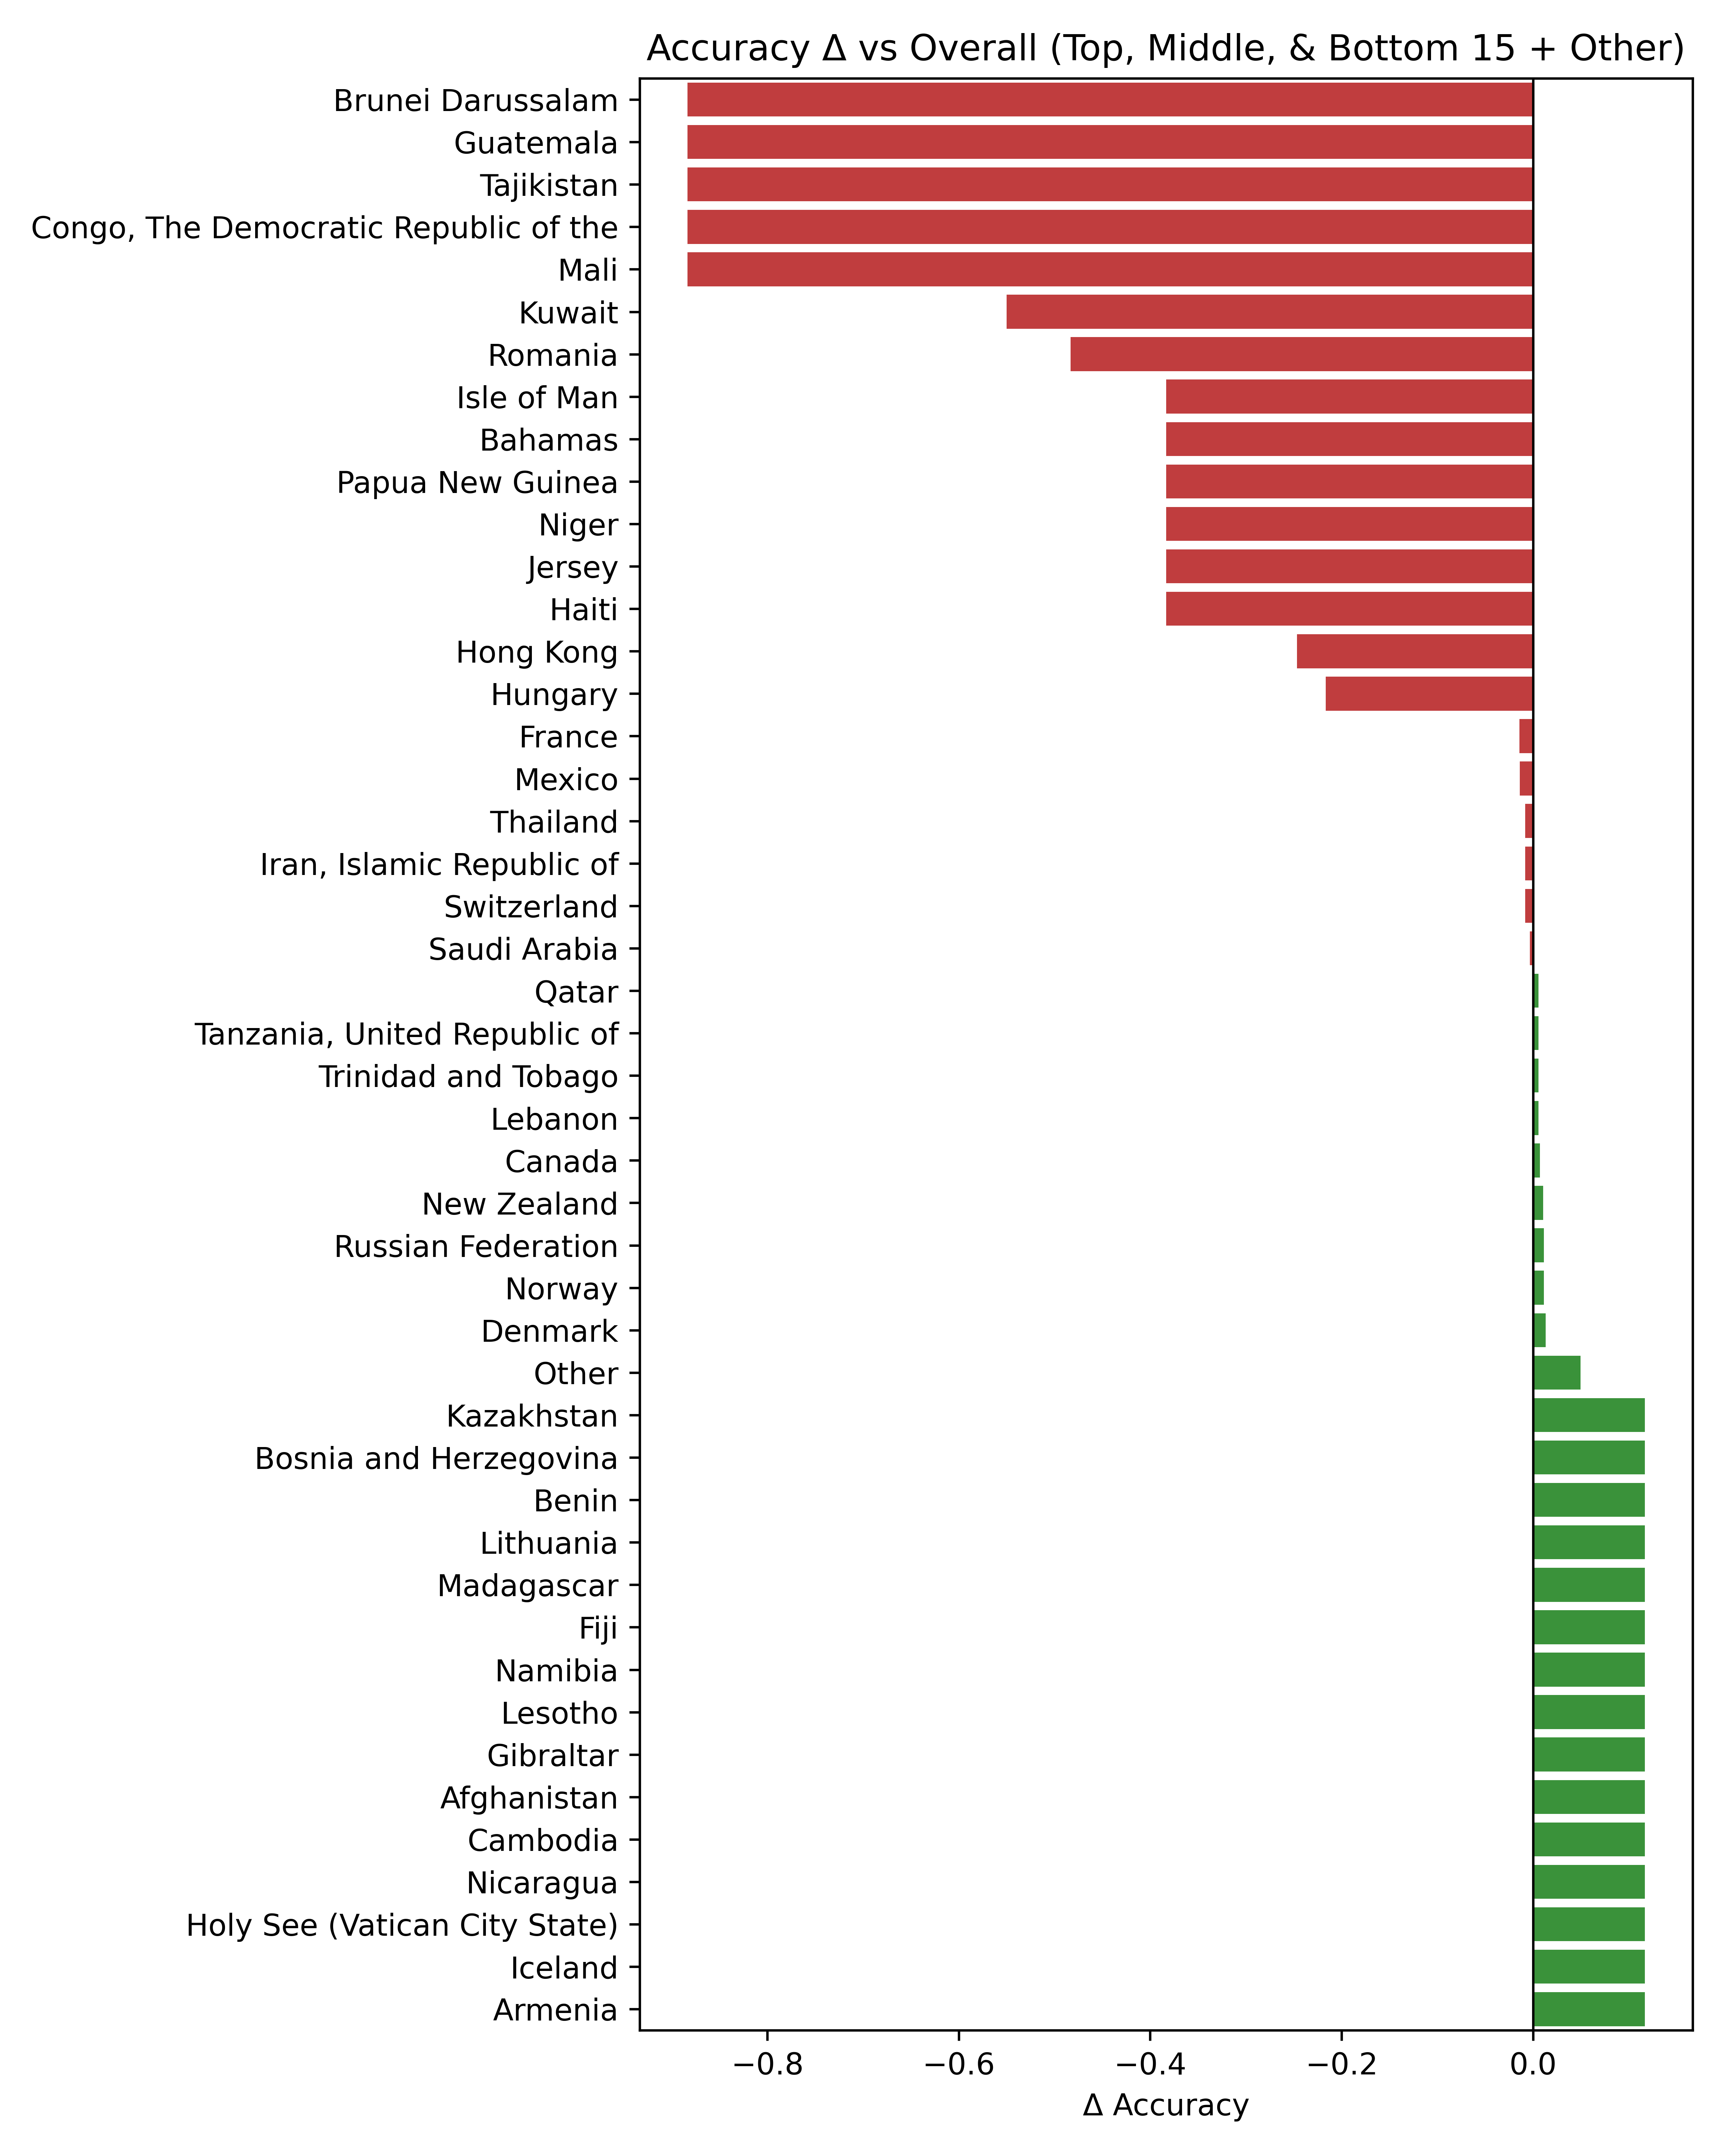 Accuracy Δ vs Overall (Top, Middle, & Bottom 15 + Other)
Brunei Darussalam
Guatemala
Tajikistan
Congo, The Democratic Republic of the
Mali
Kuwait
Romania
Isle of Man
Bahamas
Papua New Guinea
Niger
Jersey
Haiti
Hong Kong
Hungary
France
Mexico
Thailand
Iran, Islamic Republic of
Switzerland
Saudi Arabia
Qatar
Tanzania, United Republic of
Trinidad and Tobago
Lebanon
Canada
New Zealand
Russian Federation
Norway
Denmark
Other
Kazakhstan
Bosnia and Herzegovina
Benin
Lithuania
Madagascar
Fiji
Namibia
Lesotho
Gibraltar
Afghanistan
Cambodia
Nicaragua
Holy See (Vatican City State)
Iceland
Armenia
−0.8 −0.6 −0.4 −0.2 0.0
Δ Accuracy